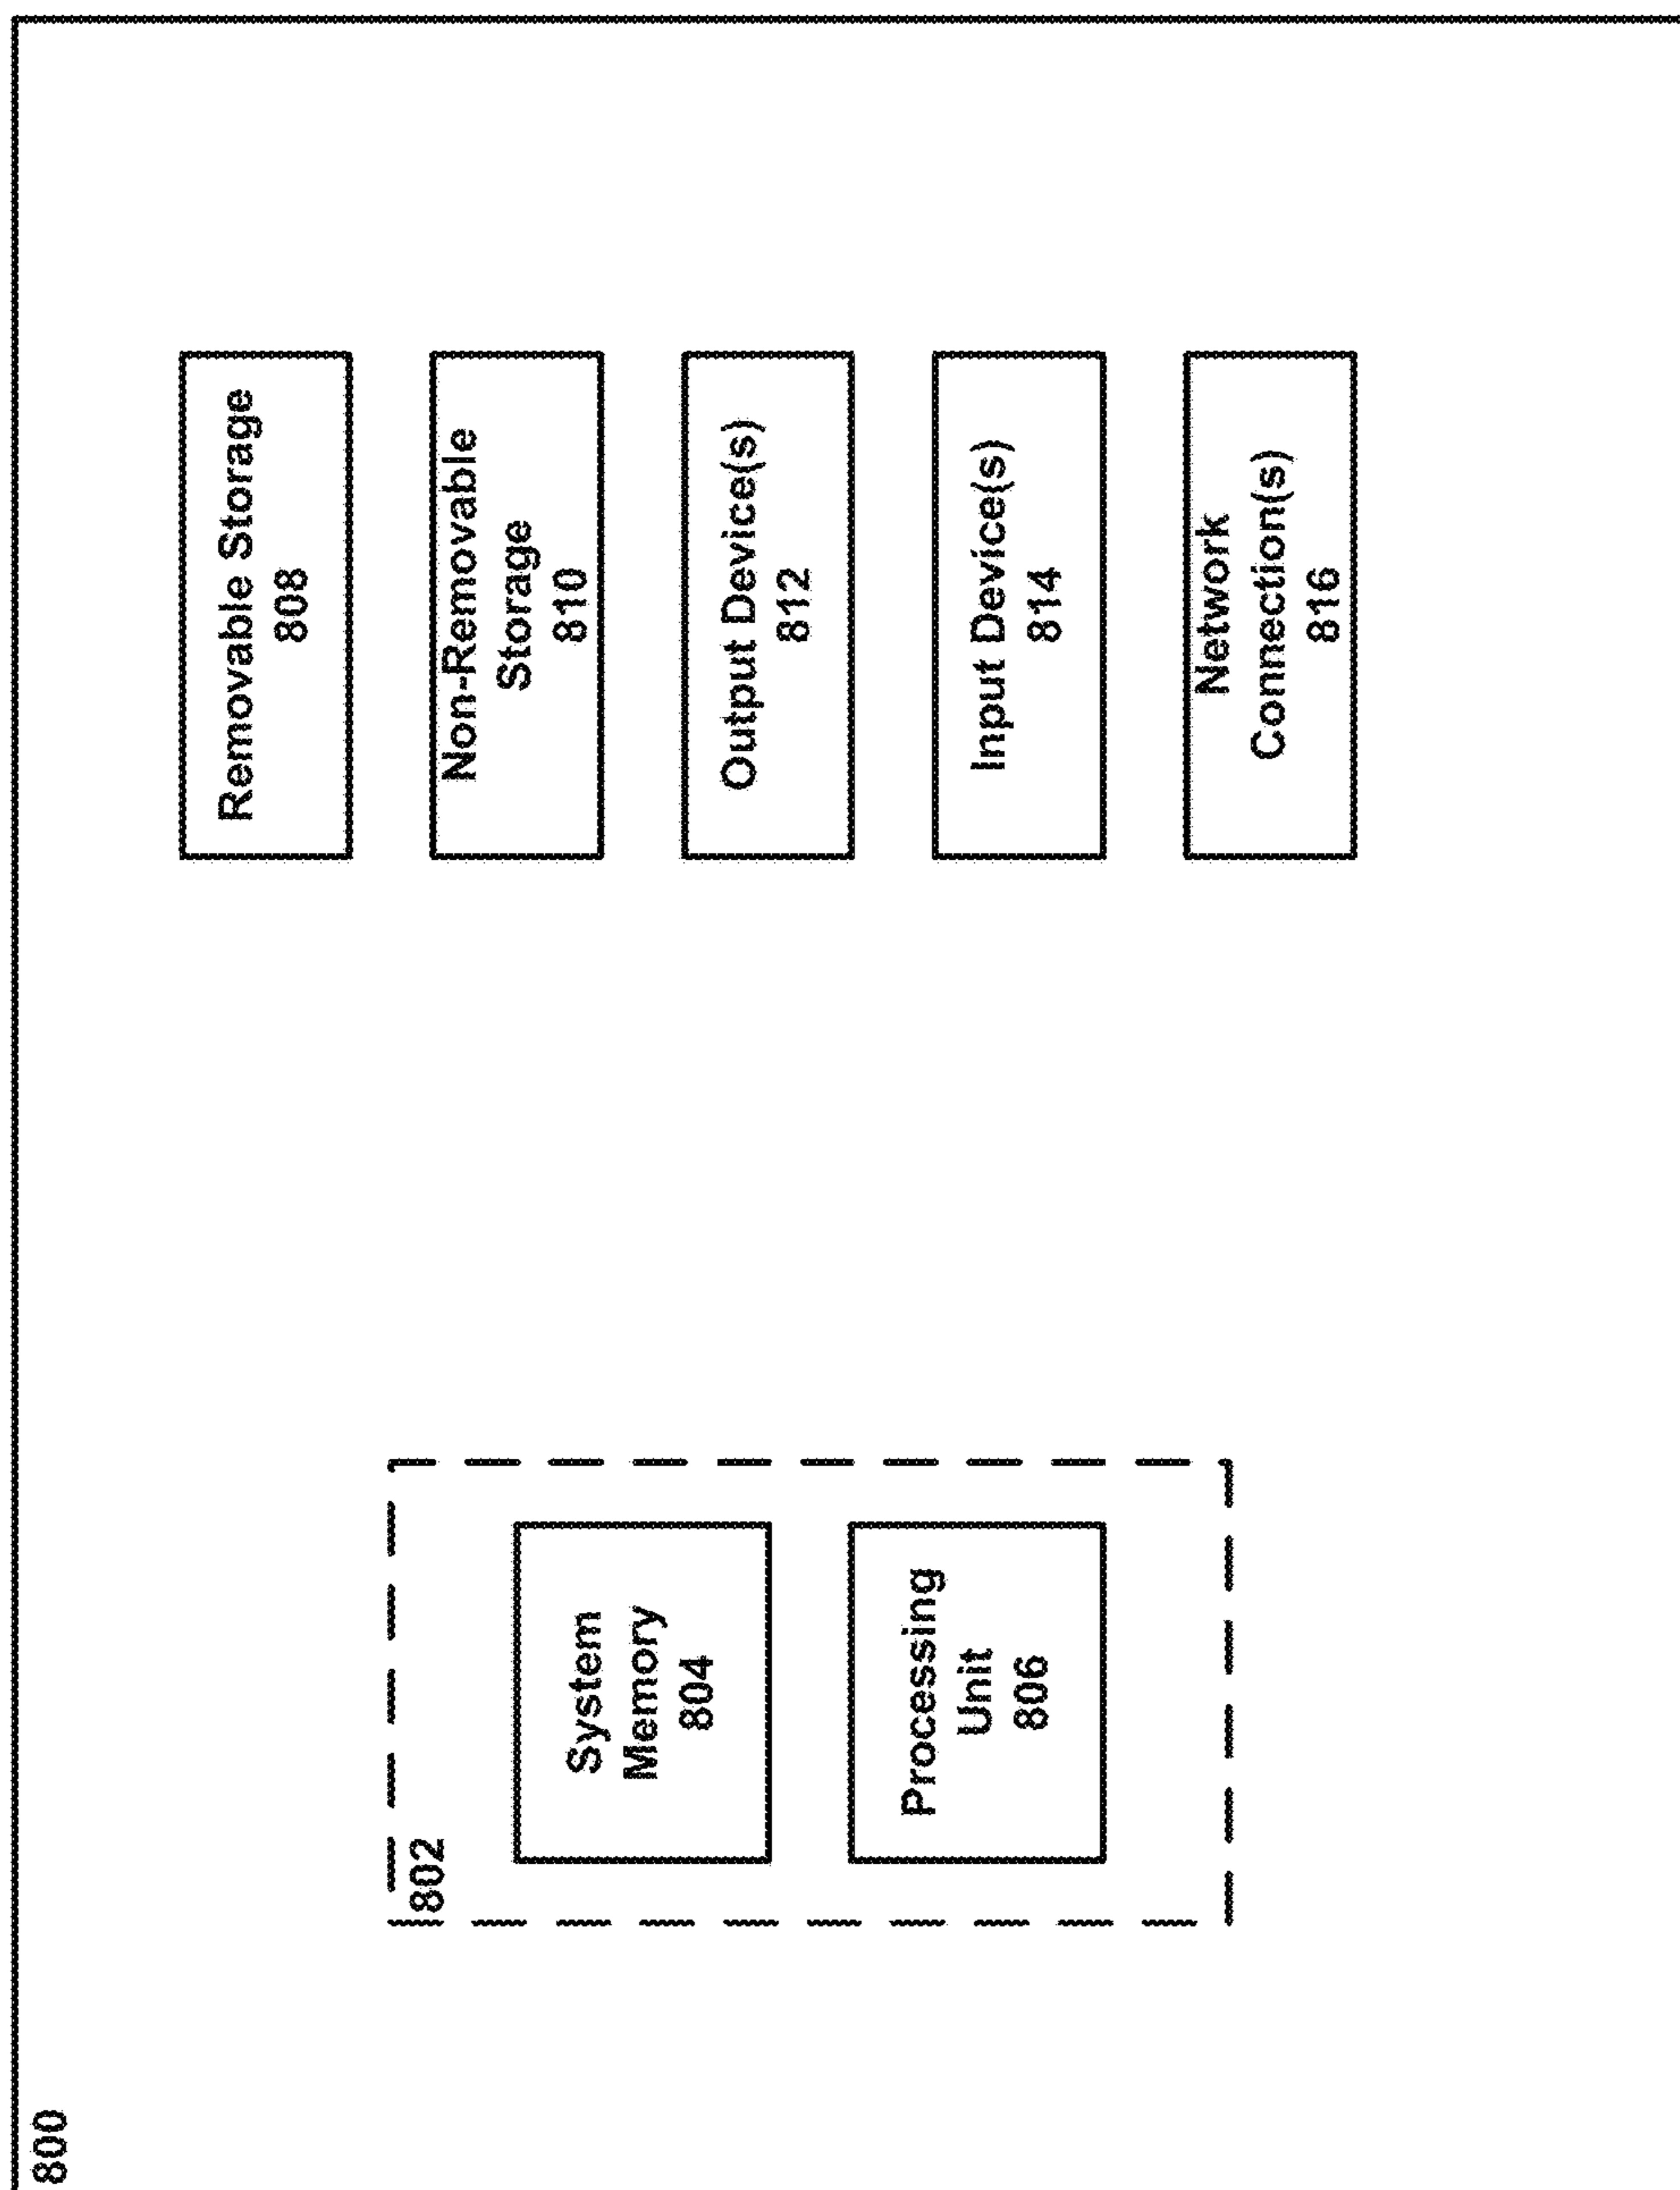 800
802
System
Memory
804
Processing
Unit
806
Removable Storage
808
Non-Removable
Storage
810
Output Device(s)
812
Input Device(s)
814
Network
Connection(s)
816